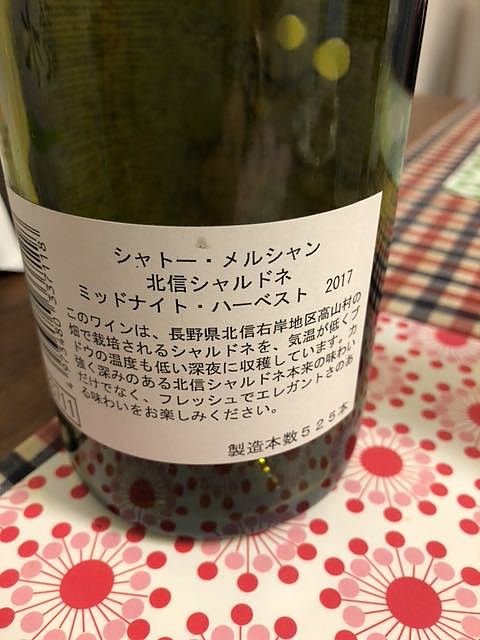 シャトー・メルシャン
北信シャルドネ
ミッドナイト・ハーベスト 2017
このワインは、長野県北信右岸地区高山村の
畑で栽培されるシャルドネを、気温が低くブ
ドウの温度も低い深夜に収穫しています。力
強く深みのある北信シャルドネ本来の味わい
だけでなく、フレッシュでエレガントさのあ
る味わいをお楽しみください。
製造本数525本